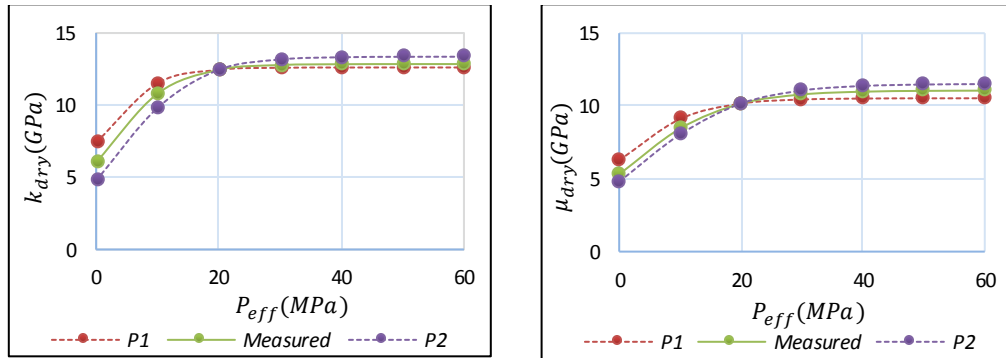 15
10
5
0
k_dry(GPa)
0 20 40 60
P_eff(MPa)
P1 Measured P2
15
10
5
0
μ_dry(GPa)
0 20 40 60
P_eff(MPa)
P1 Measured P2